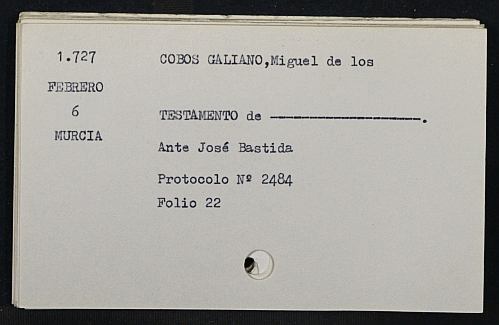 1.727
FEBRERO
6
MURCIA
COBOS GALIANO,Miguel de los
TESTAMENTO de ----------------------.
Ante José Bastida
Protocolo Nº 2484
Folio 22